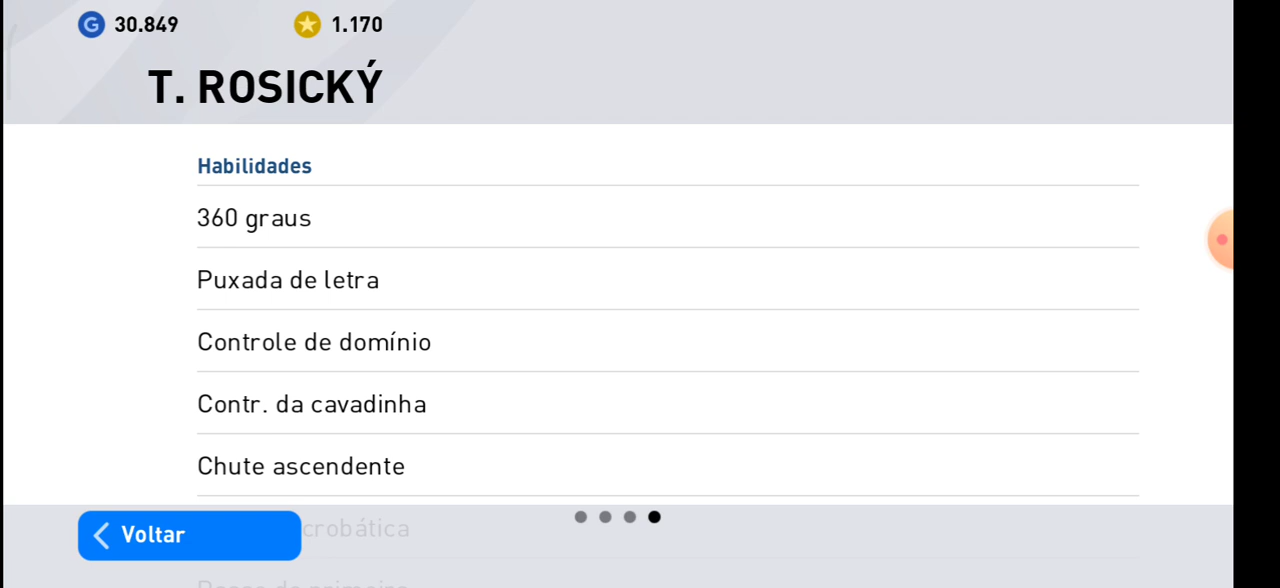 G 30.849 1.170
T. ROSICKÝ
Habilidades
360 graus
Puxada de letra
Controle de domínio
Contr. da cavadinha
Chute ascendente
crobática
Voltar